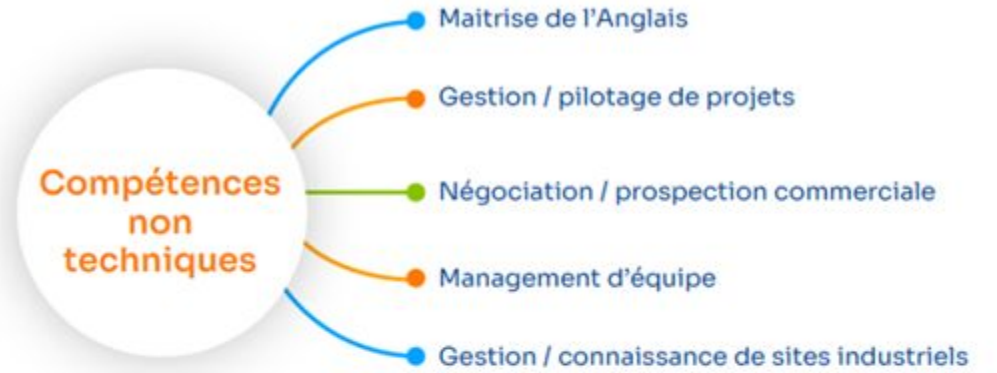 Compétences
non
techniques
Maitrise de l'Anglais
Gestion / pilotage de projets
Négociation / prospection commerciale
Management d'équipe
Gestion / connaissance de sites industriels